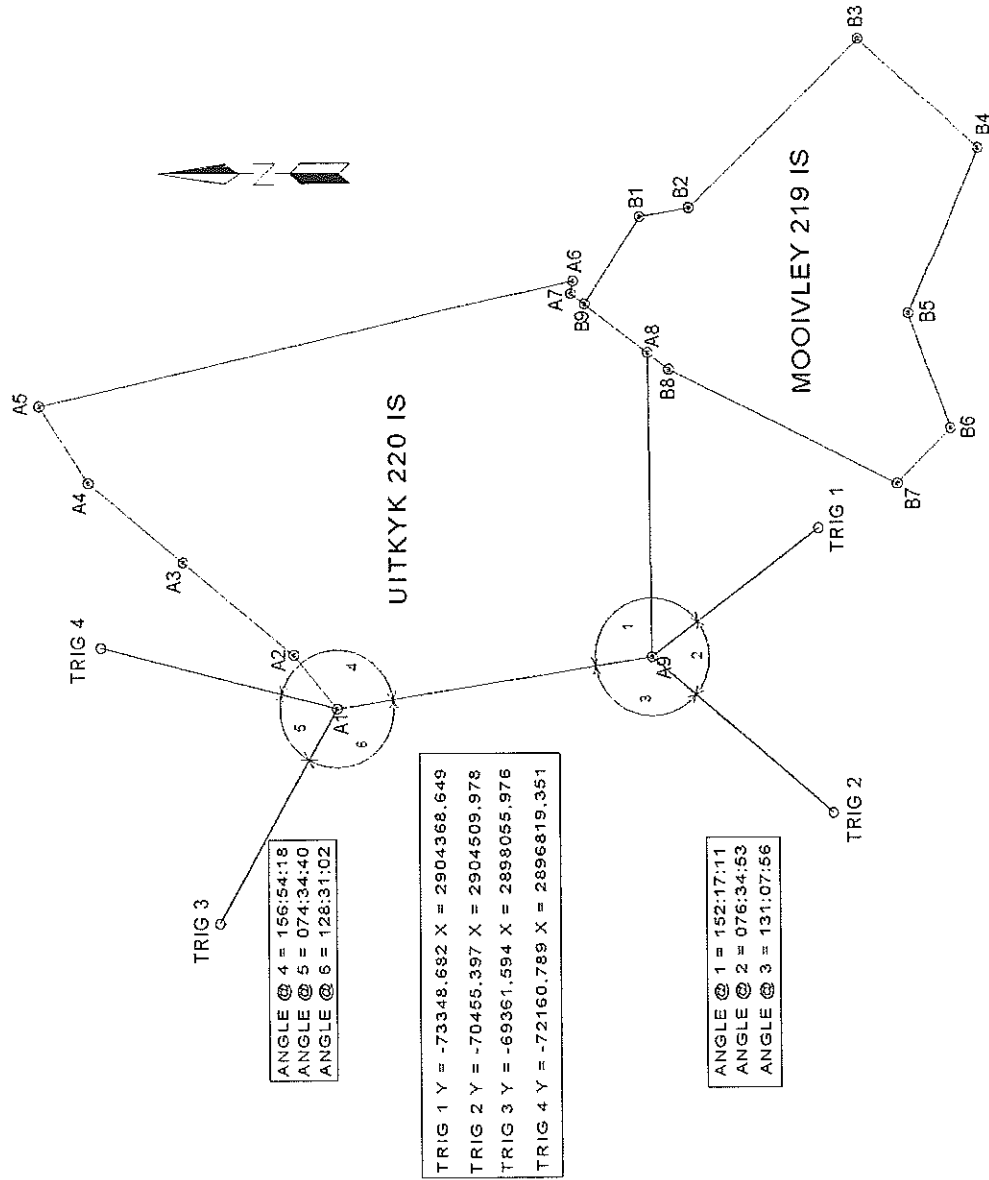 A5
A4
TRIG 4
A3
TRIG 3
A2
5
4
A1
6
N
UITKYK 220 IS
A7
A6
B9
B1
B2
B3
A8
B8
MOOIVLEY 219 IS
B4
B5
B6
B7
1
3
A9
2
TRIG 1
TRIG 2
ANGLE @ 4 = 156:54:18
ANGLE @ 5 = 074:34:40
ANGLE @ 6 = 128:31:02
TRIG 1 Y = -73348.682 X = 2904368.649
TRIG 2 Y = -70455.397 X = 2904509.978
TRIG 3 Y = -69361.594 X = 2898055.976
TRIG 4 Y = -72160.789 X = 2896819.351
ANGLE @ 1 = 152:17:11
ANGLE @ 2 = 076:34:53
ANGLE @ 3 = 131:07:56